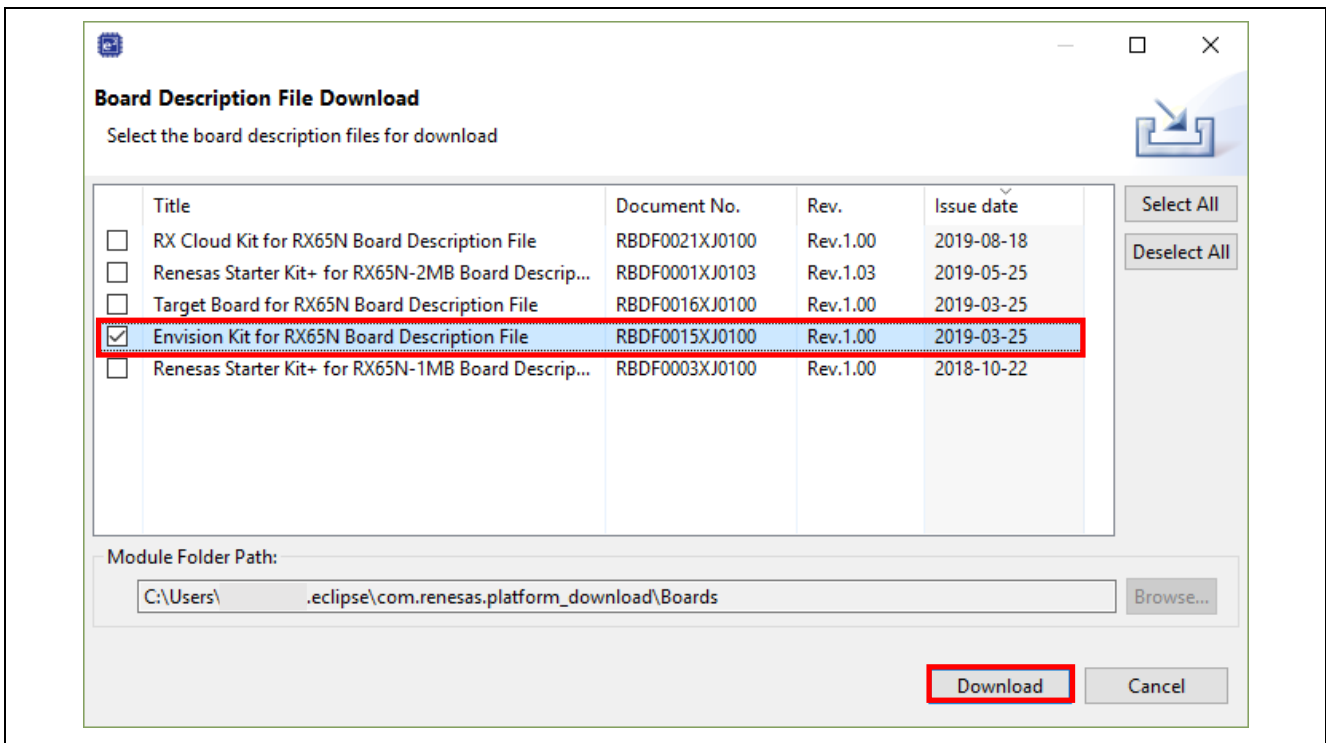 e²
Board Description File Download
Select the board description files for download
Title Document No. Rev. Issue date
RX Cloud Kit for RX65N Board Description File RBDF0021XJ0100 Rev.1.00 2019-08-18
Renesas Starter Kit+ for RX65N-2MB Board Descrip... RBDF0001XJ0103 Rev.1.03 2019-05-25
Target Board for RX65N Board Description File RBDF0016XJ0100 Rev.1.00 2019-03-25
Envision Kit for RX65N Board Description File RBDF0015XJ0100 Rev.1.00 2019-03-25
Renesas Starter Kit+ for RX65N-1MB Board Descrip... RBDF0003XJ0100 Rev.1.00 2018-10-22
Select All
Deselect All
Module Folder Path:
C:\Users\ .eclipse\com.renesas.platform_download\Boards
Browse...
Download Cancel